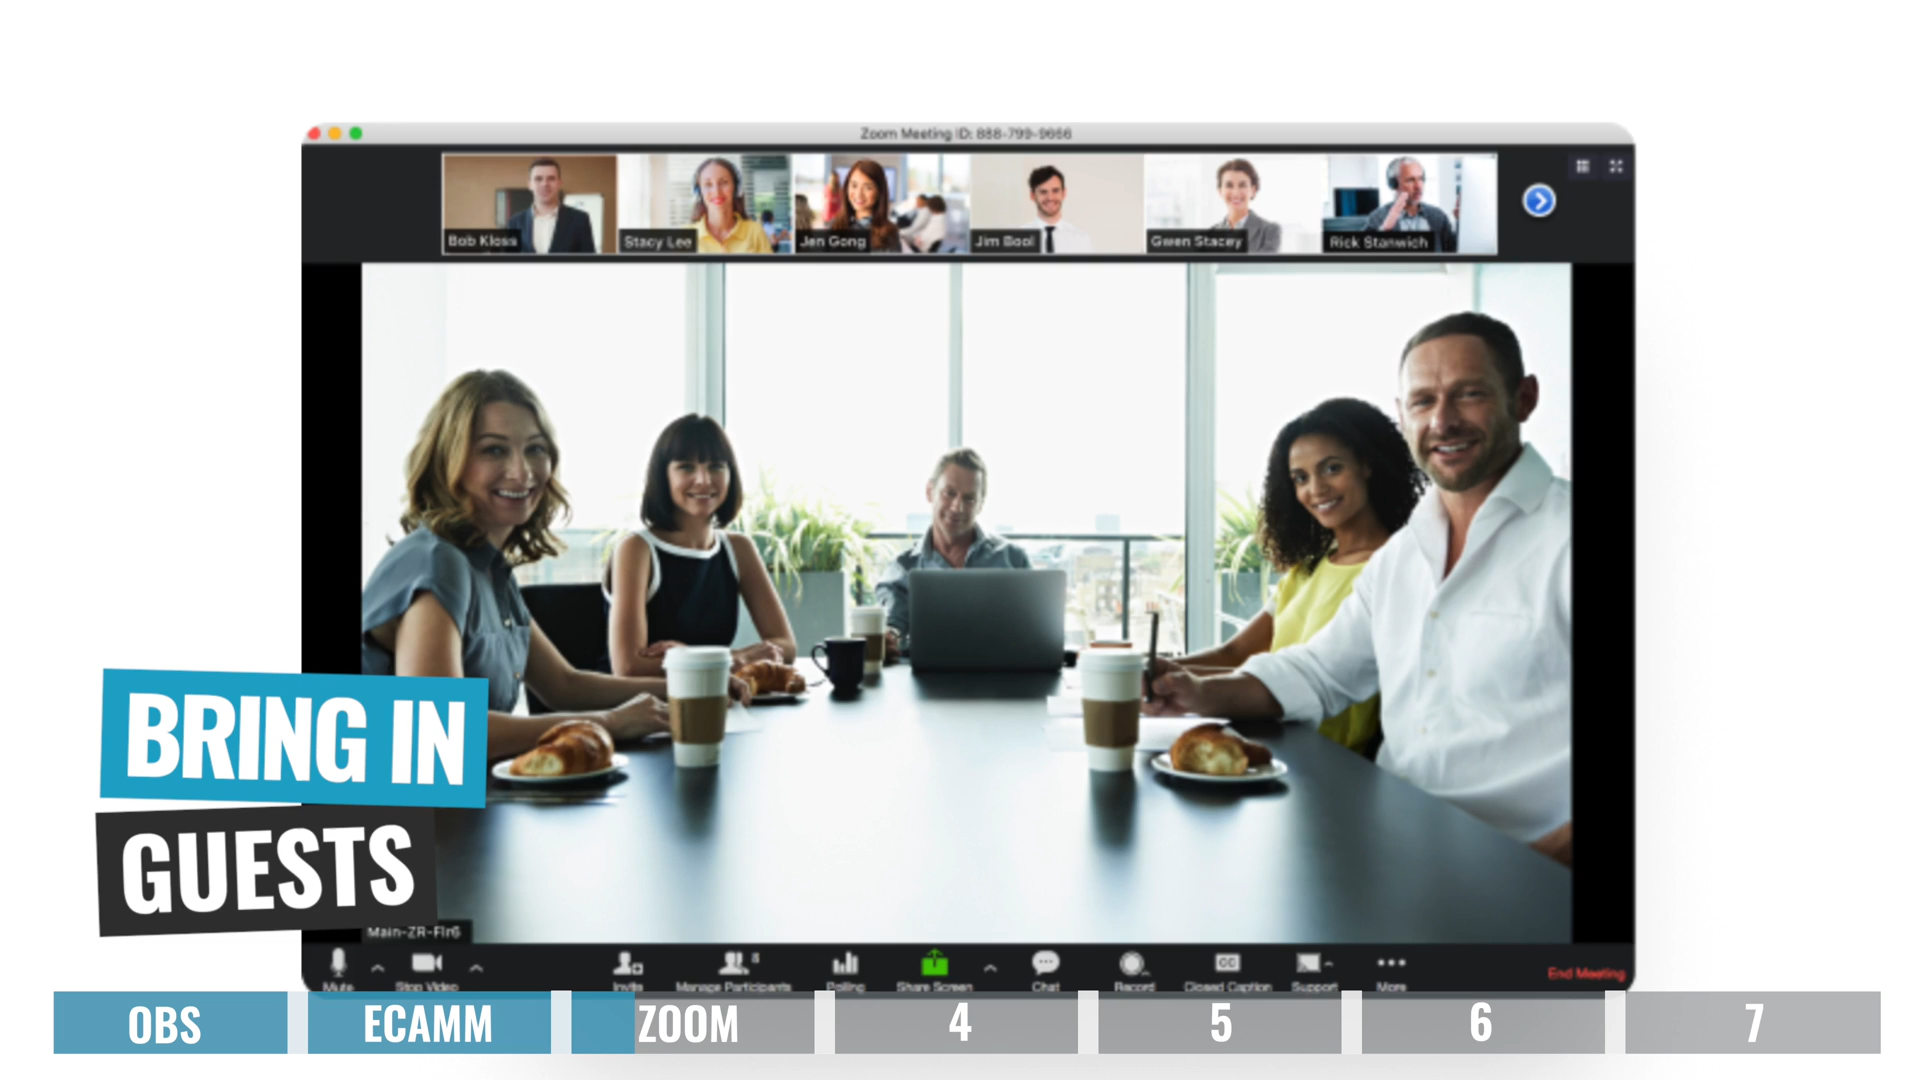 Zoom Meeting ID: 888-799-9666
Bob Kloss
Stacy Lee
Jen Gong
Jim Bool
Gwen Stacey
Rick Stanwich
BRING IN
GUESTS
Main-ZR-Flr6
Mute
Stop Video
Invite
Manage Participants
8
Polling
Share Screen
Chat
Record
CC
Closed Caption
Support
More
End Meeting
OBS
ECAMM
ZOOM
4
5
6
7